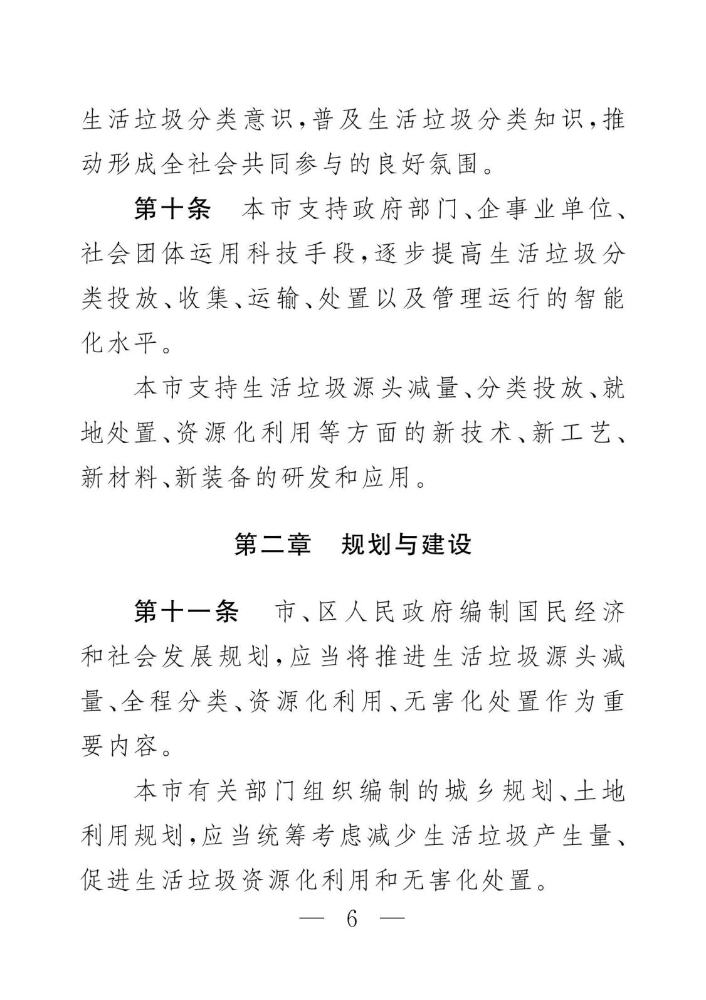 生活垃圾分类意识,普及生活垃圾分类知识,推
动形成全社会共同参与的良好氛围。
第十条　本市支持政府部门、企事业单位、
社会团体运用科技手段,逐步提高生活垃圾分
类投放、收集、运输、处置以及管理运行的智能
化水平。
本市支持生活垃圾源头减量、分类投放、就
地处置、资源化利用等方面的新技术、新工艺、
新材料、新装备的研发和应用。
第二章　规划与建设
第十一条　市、区人民政府编制国民经济
和社会发展规划,应当将推进生活垃圾源头减
量、全程分类、资源化利用、无害化处置作为重
要内容。
本市有关部门组织编制的城乡规划、土地
利用规划,应当统筹考虑减少生活垃圾产生量、
促进生活垃圾资源化利用和无害化处置。
— 6 —